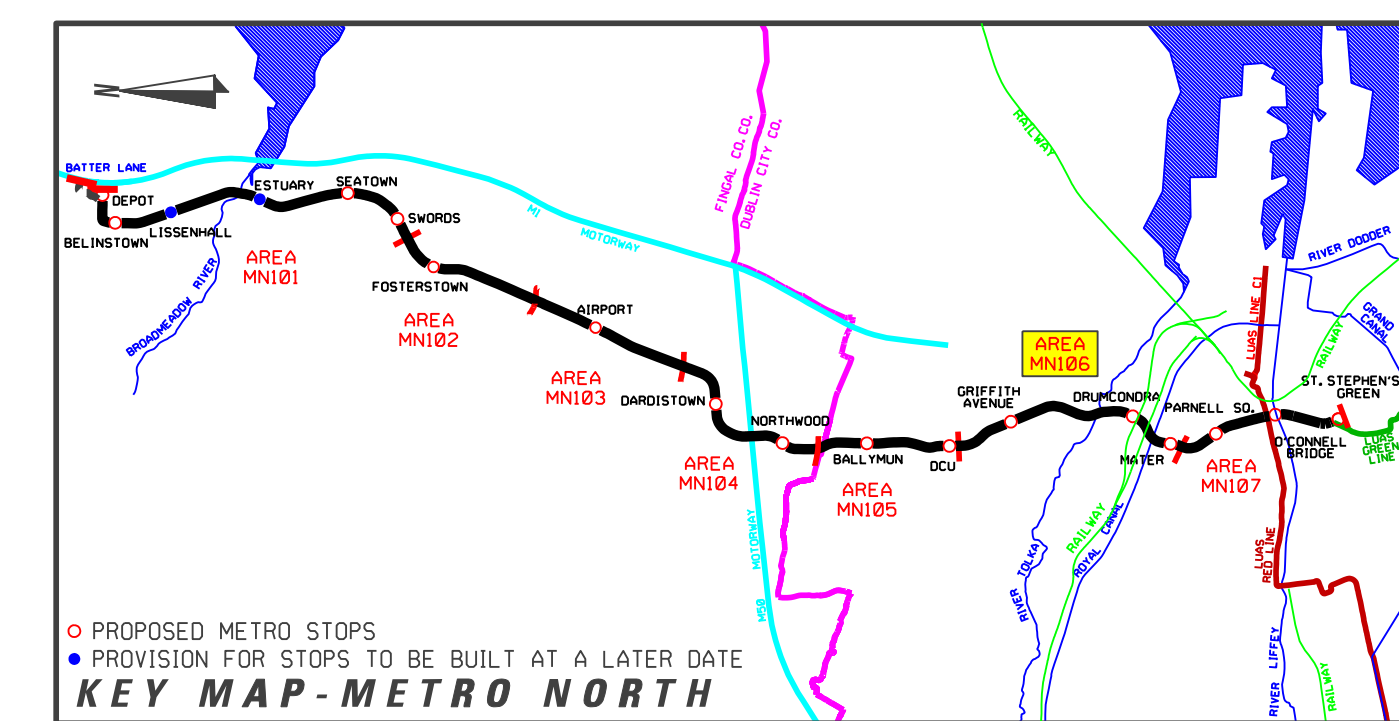 N
BATTER LANE
DEPOT
BELINSTOWN
LISSENHALL
ESTUARY
SEATOWN
SWORDS
BROADMEADOW RIVER
AREA
MN101
FOSTERSTOWN
AREA
MN102
M1
MOTORWAY
FINGAL CO. CO.
DUBLIN CITY CO.
AIRPORT
AREA
MN103
DARDISTOWN
NORTHWOOD
AREA
MN104
MOTORWAY
M50
BALLYMUN
AREA
MN105
DCU
GRIFFITH
AVENUE
AREA
MN106
DRUMCONDRA
MATER
PARNELL SQ.
AREA
MN107
RAILWAY
LUAS LINE C1
RIVER DODDER
GRAND
CANAL
RAILWAY
ST. STEPHEN'S
GREEN
O'CONNELL
BRIDGE
LUAS
GREEN
LINE
RAILWAY
ROYAL CANAL
RIVER TOLKA
LUAS
RED LINE
RIVER LIFFEY
RAILWAY
PROPOSED METRO STOPS
PROVISION FOR STOPS TO BE BUILT AT A LATER DATE
KEY MAP-METRO NORTH